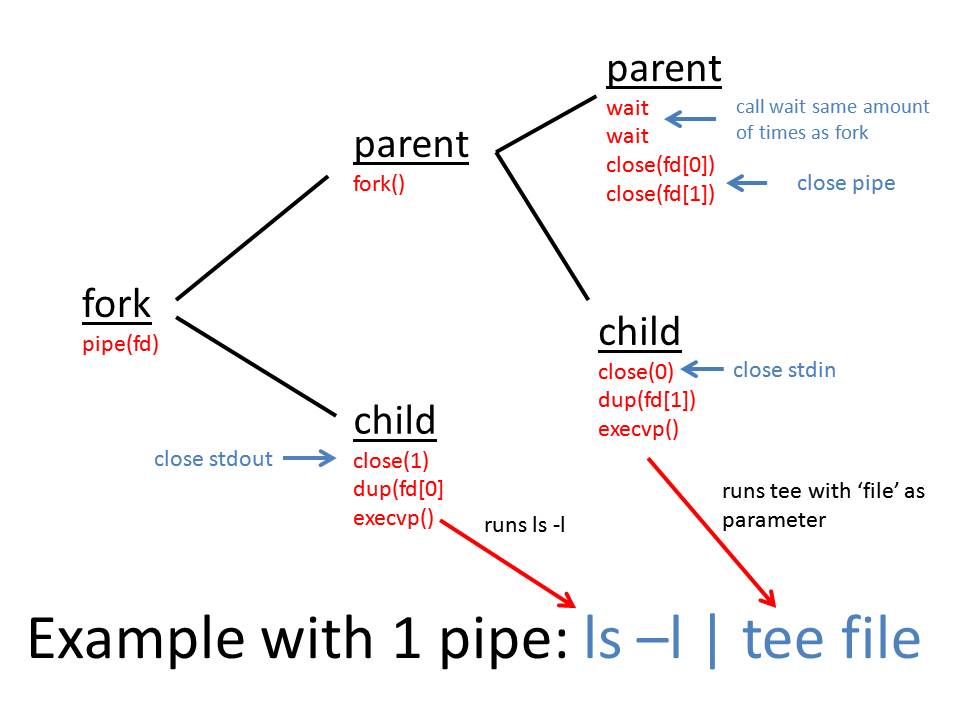 parent
wait
wait
close(fd[0])
close(fd[1])
call wait same amount
of times as fork
close pipe
parent
fork()
fork
pipe(fd)
child
close(0)
dup(fd[1])
execvp()
close stdin
child
close(1)
dup(fd[0]
execvp()
close stdout
runs ls -l
runs tee with ‘file’ as
parameter
Example with 1 pipe: ls –l | tee file